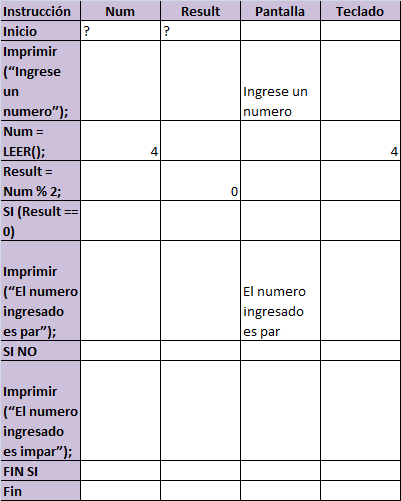 Instrucción Num Result Pantalla Teclado
Inicio ? ?
Imprimir
("Ingrese
un
numero"); Ingrese un
numero
Num =
LEER(); 4 4
Result =
Num % 2; 0
SI (Result ==
0)
Imprimir
("El numero
ingresado
es par"); El numero
ingresado
es par
SI NO
Imprimir
("El numero
ingresado
es impar");
FIN SI
Fin